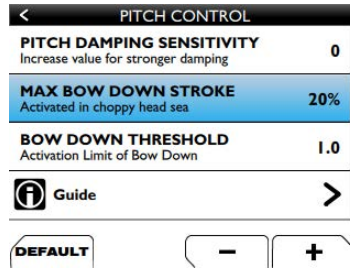 < PITCH CONTROL
PITCH DAMPING SENSITIVITY 0
Increase value for stronger damping
MAX BOW DOWN STROKE 20%
Activated in choppy head sea
BOW DOWN THRESHOLD 1.0
Activation Limit of Bow Down
i Guide >
DEFAULT − +